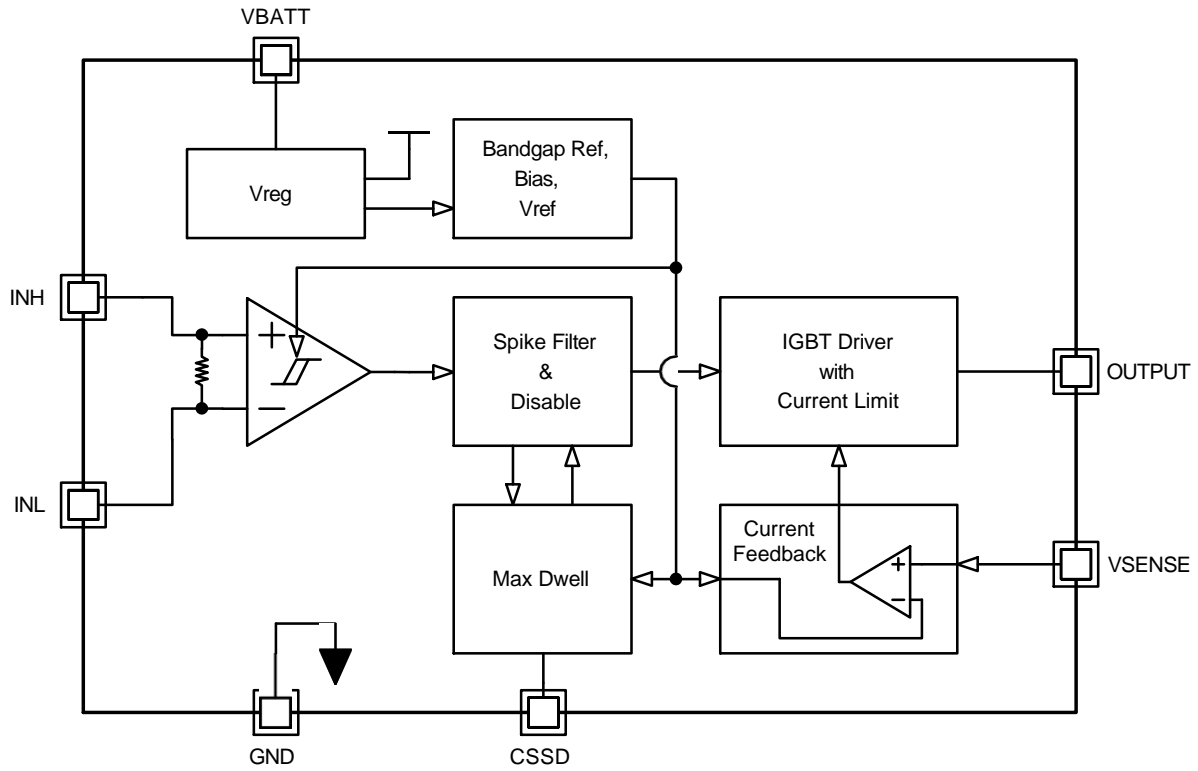 VBATT
Vreg
Bandgap Ref,
Bias,
Vref
INH
INL
+
−
Spike Filter
&
Disable
IGBT Driver
with
Current Limit
OUTPUT
Max Dwell
Current
Feedback
+
−
VSENSE
GND
CSSD